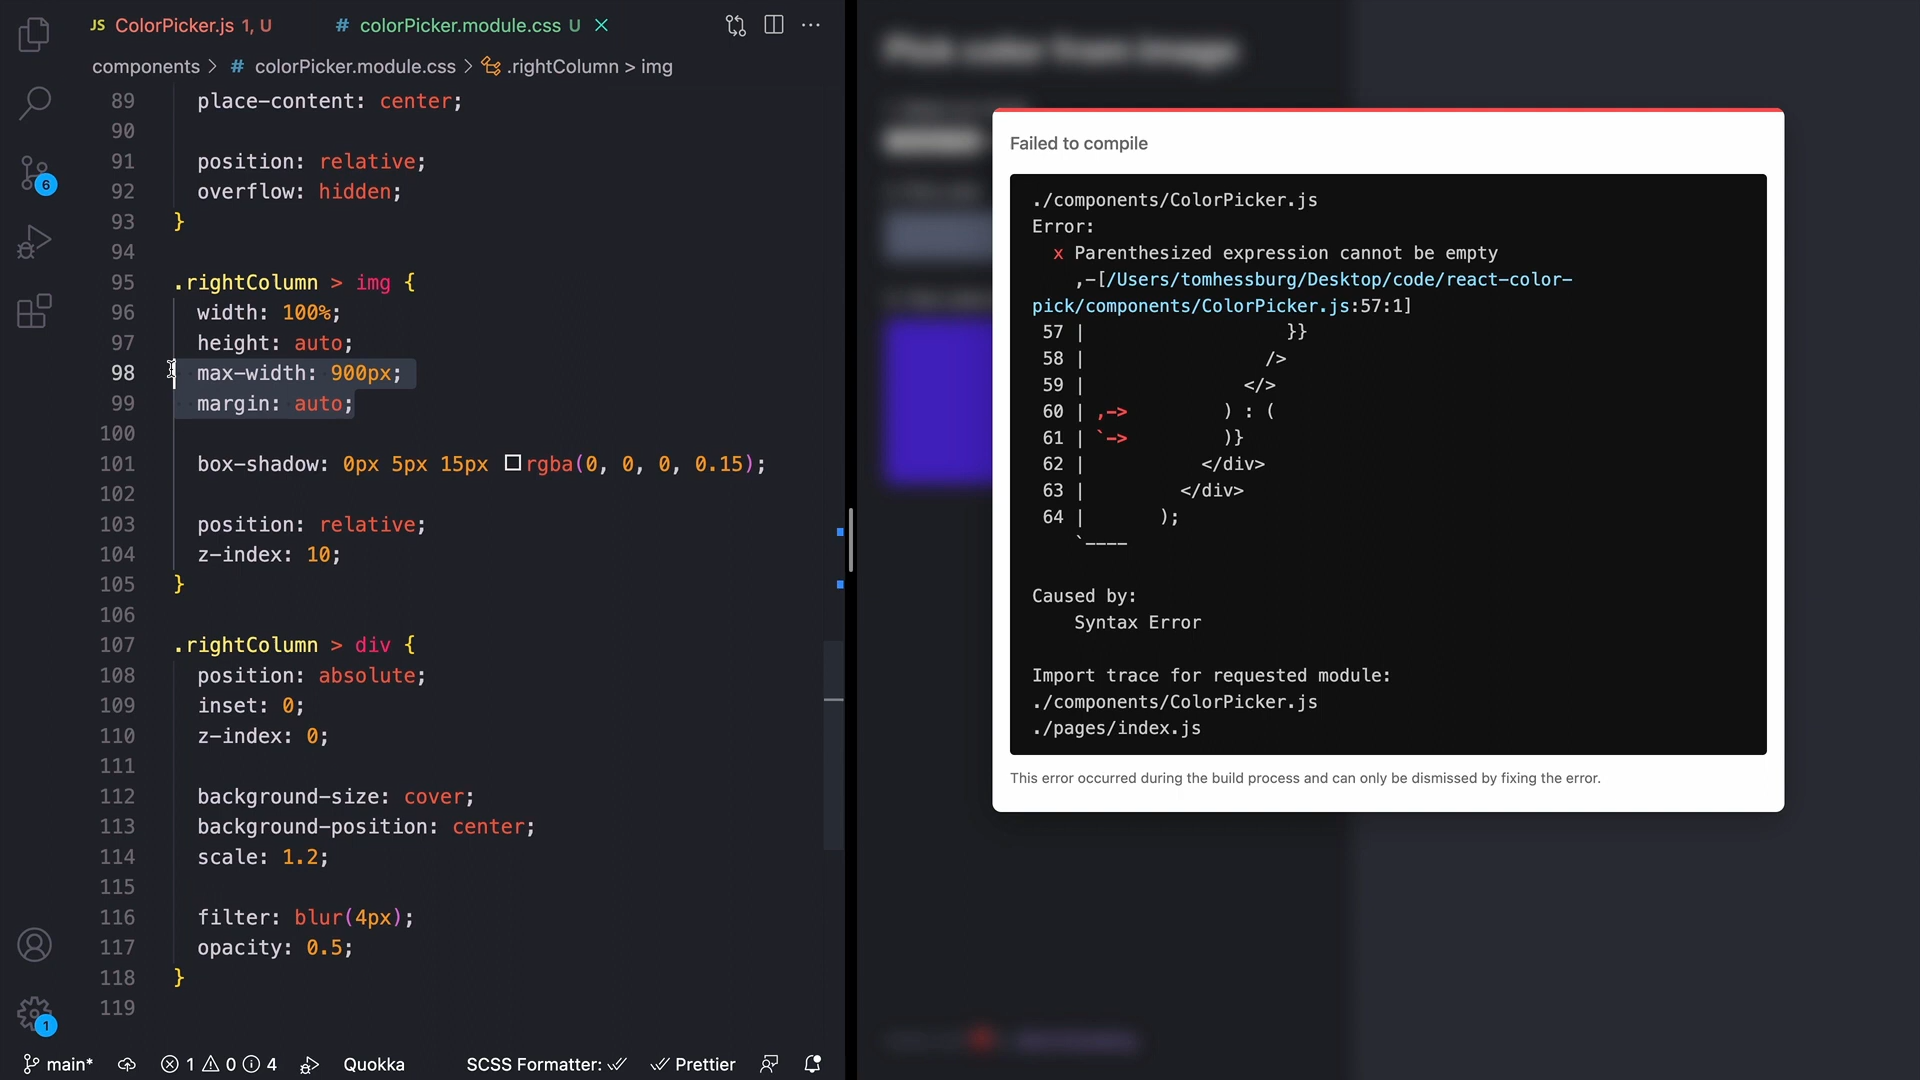 JS ColorPicker.js 1, U
# colorPicker.module.css U
components > # colorPicker.module.css > .rightColumn > img
89 place-content: center;
90
91 position: relative;
92 overflow: hidden;
93 }
94
95 .rightColumn > img {
96 width: 100%;
97 height: auto;
98 max-width: 900px;
99 margin: auto;
100
101 box-shadow: 0px 5px 15px rgba(0, 0, 0, 0.15);
102
103 position: relative;
104 z-index: 10;
105 }
106
107 .rightColumn > div {
108 position: absolute;
109 inset: 0;
110 z-index: 0;
111
112 background-size: cover;
113 background-position: center;
114 scale: 1.2;
115
116 filter: blur(4px);
117 opacity: 0.5;
118 }
119
6
1
main* 1 0 4 Quokka SCSS Formatter: Prettier
Pick color from image
Failed to compile
./components/ColorPicker.js
Error:
x Parenthesized expression cannot be empty
,-[/Users/tomhessburg/Desktop/code/react-color-
pick/components/ColorPicker.js:57:1]
57 | }}
58 | />
59 | </>
60 | ,-> ) : (
61 | `-> )}
62 | </div>
63 | </div>
64 | );
`----
Caused by:
Syntax Error
Import trace for requested module:
./components/ColorPicker.js
./pages/index.js
This error occurred during the build process and can only be dismissed by fixing the error.